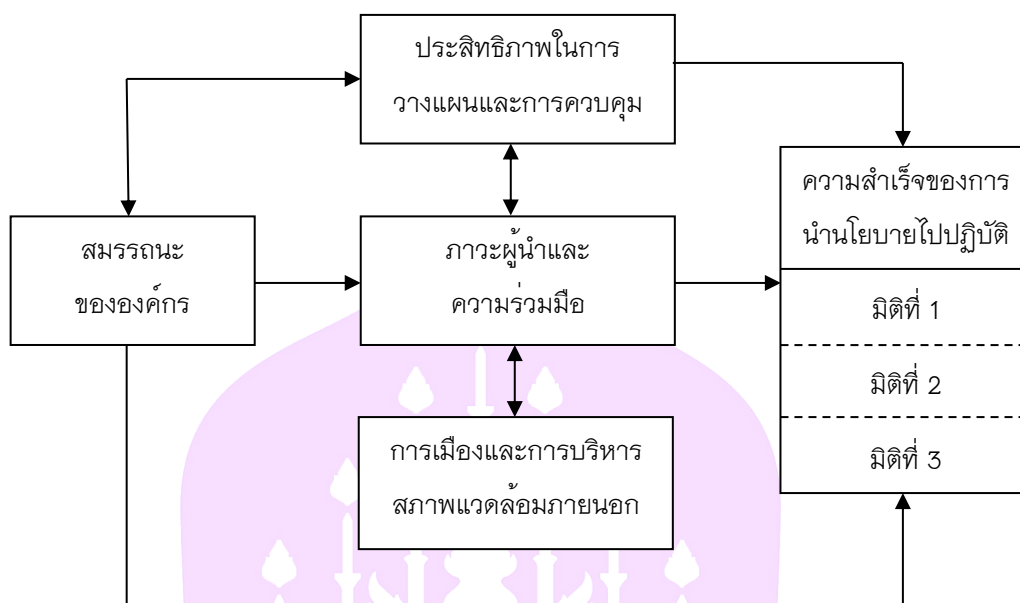 ประสิทธิภาพในการ
วางแผนและการควบคุม
ความสำเร็จของการ
นำนโยบายไปปฏิบัติ
สมรรถนะ
ขององค์กร
ภาวะผู้นำและ
ความร่วมมือ
มิติที่ 1
มิติที่ 2
มิติที่ 3
การเมืองและการบริหาร
สภาพแวดล้อมภายนอก